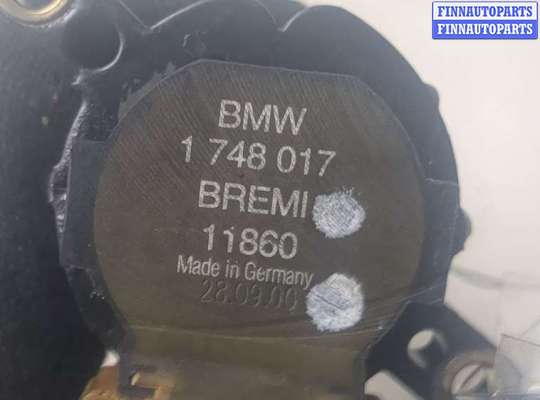 FINNAUTOPARTS
FINNAUTOPARTS
BMW
1 748 017
BREMI
11860
Made in Germany
28.09.00